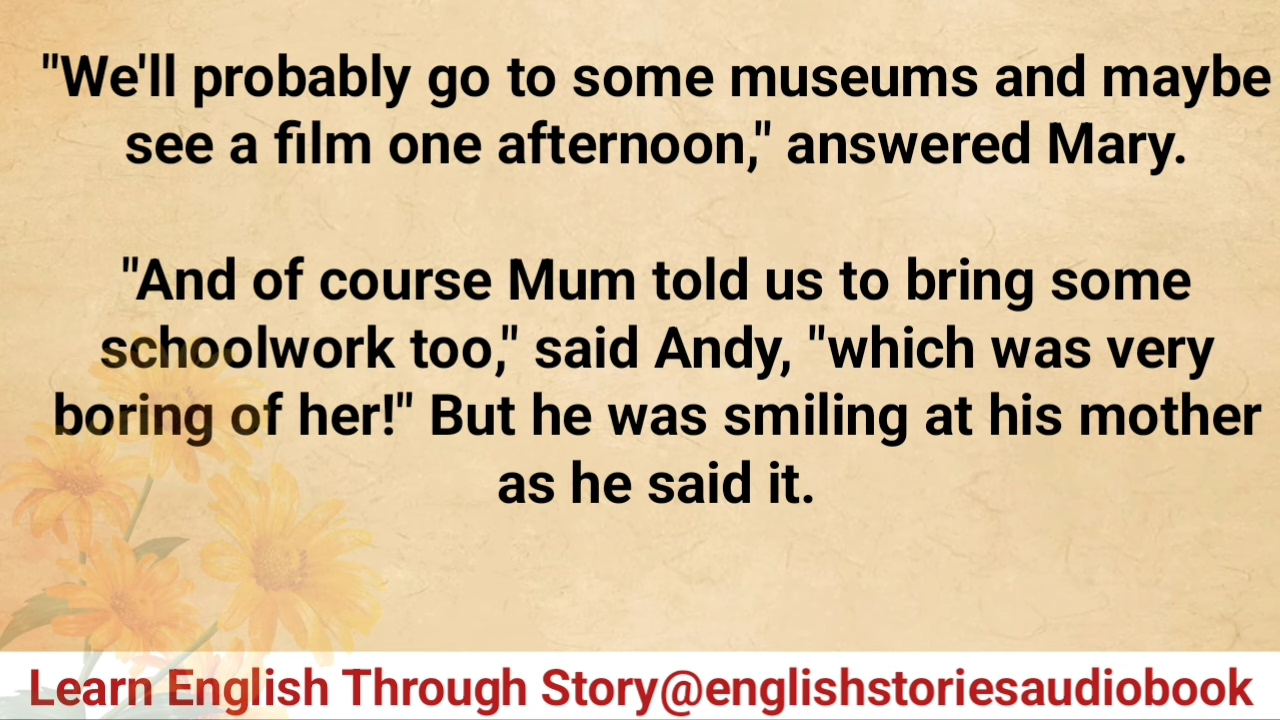 "We'll probably go to some museums and maybe
see a film one afternoon," answered Mary.
"And of course Mum told us to bring some
schoolwork too," said Andy, "which was very
boring of her!" But he was smiling at his mother
as he said it.
Learn English Through Story@englishstoriesaudiobook